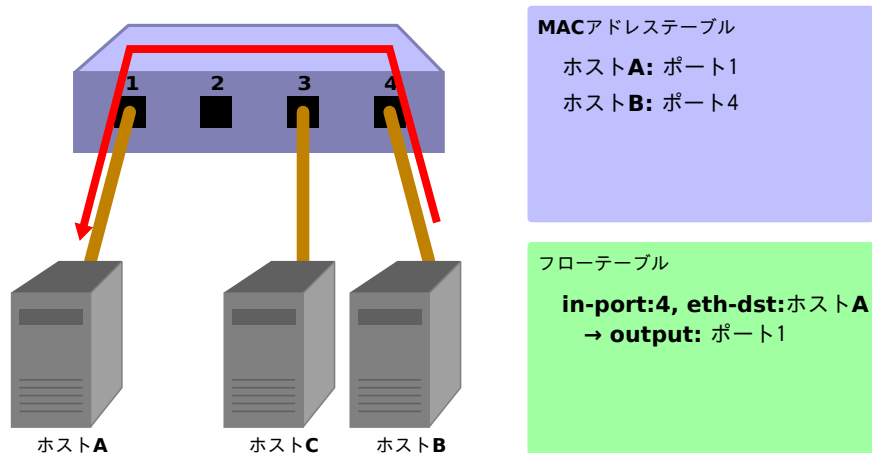 1 2 3 4
ホストA
ホストC
ホストB
MACアドレステーブル
ホストA: ポート1
ホストB: ポート4
フローテーブル
in-port:4, eth-dst:ホストA
→ output: ポート1